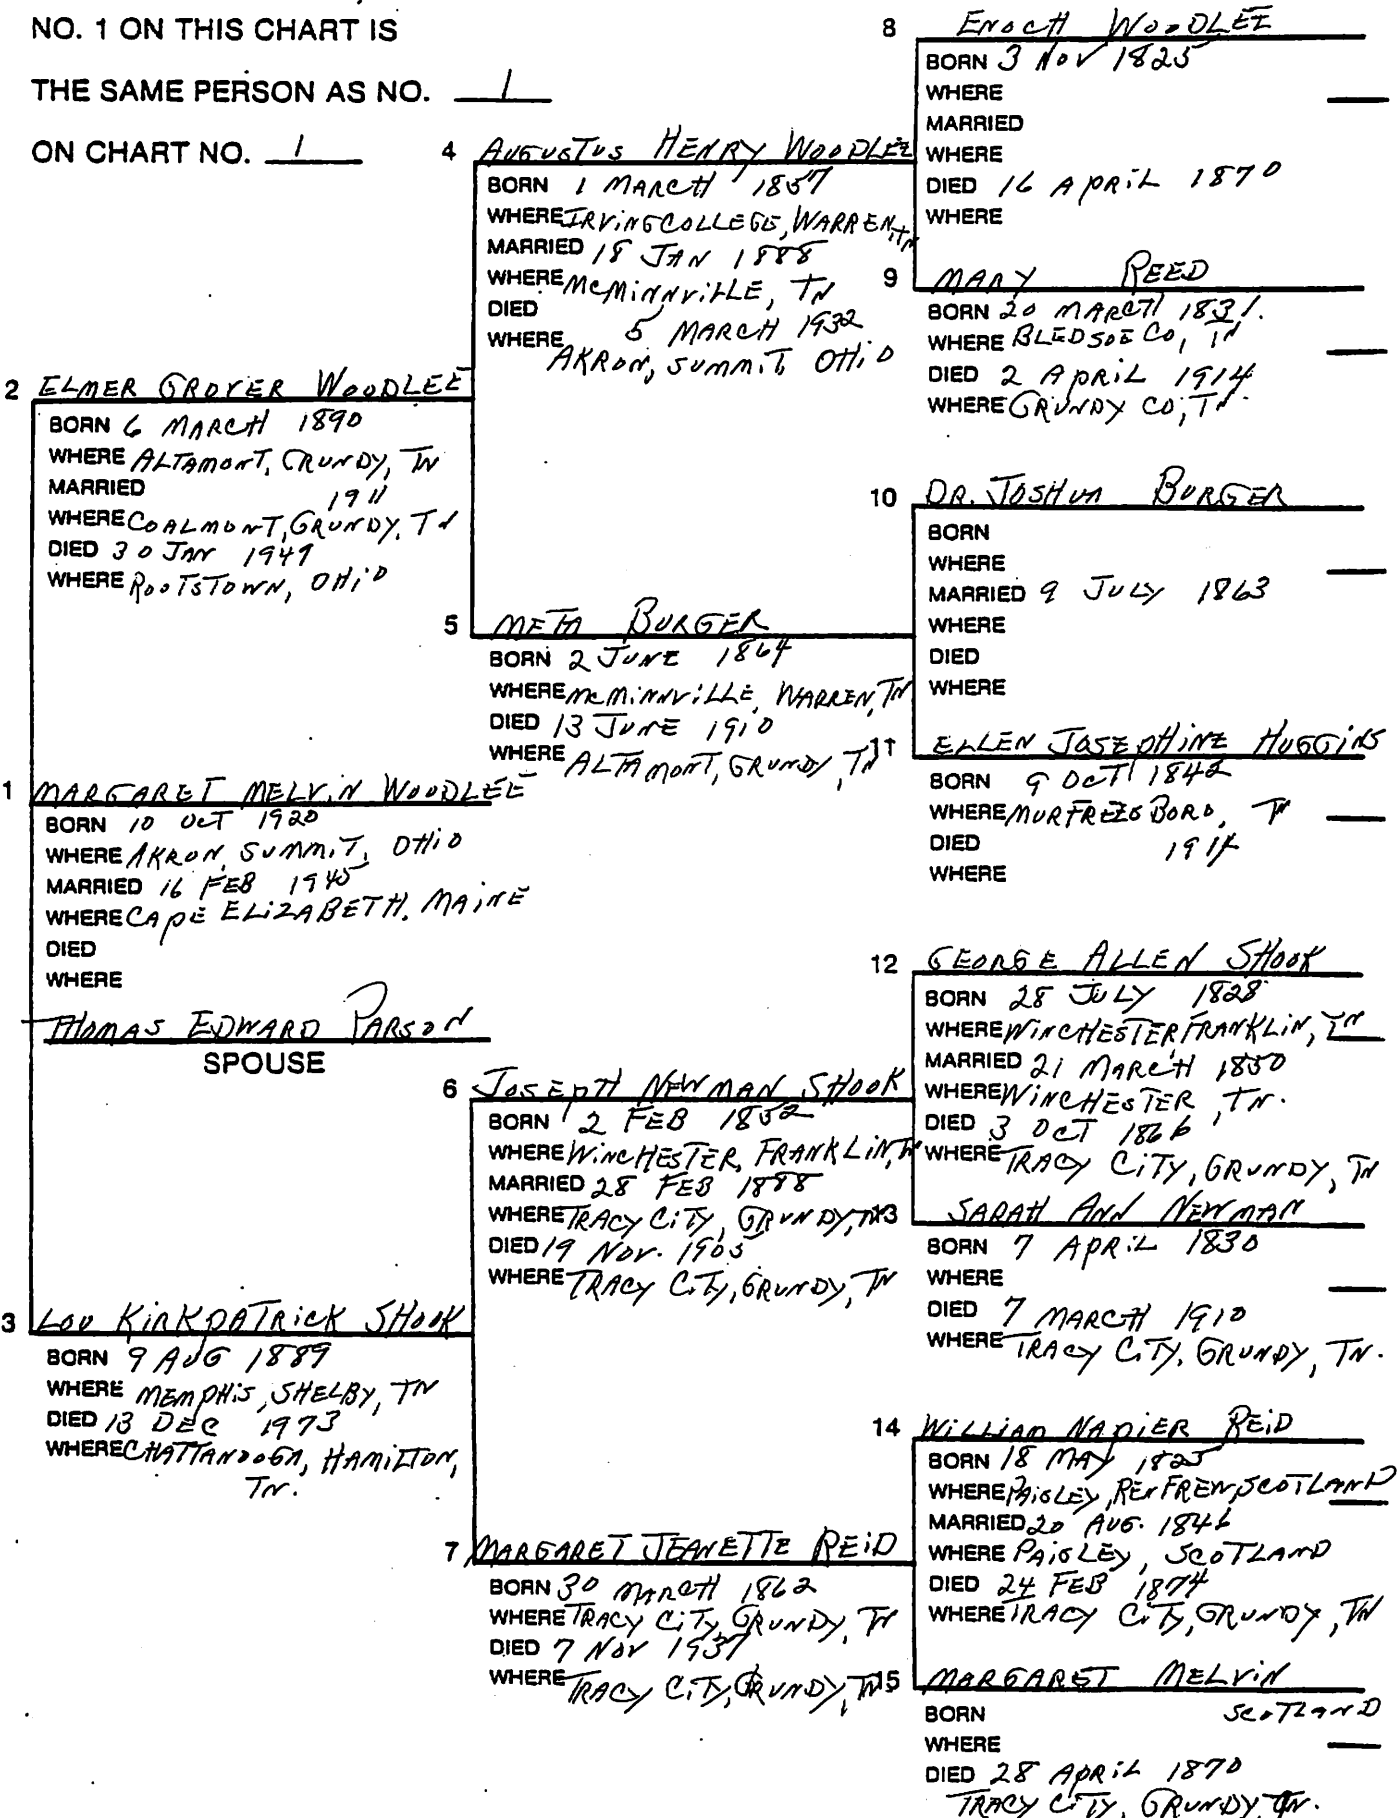 NO. 1 ON THIS CHART IS
THE SAME PERSON AS NO. 1
ON CHART NO. 1
8 ENOCH WOODLEE
BORN 3 NOV 1825
WHERE
MARRIED
WHERE
DIED 16 APRIL 1870
WHERE
4 AUGUSTUS HENRY WOODLEE
BORN 1 MARCH 1857
WHERE IRVING COLLEGE, WARREN, TN
MARRIED 18 JAN 1888
WHERE MCMINNVILLE, TN
DIED
WHERE 5 MARCH 1932
AKRON, SUMMIT OHIO
9 MARY REED
BORN 20 MARCH 1831.
WHERE BLEDSOE CO, TN
DIED 2 APRIL 1914
WHERE GRUNDY CO, TN.
2 ELMER GROVER WOODLEE
BORN 6 MARCH 1890
WHERE ALTAMONT, GRUNDY, TN
MARRIED 1911
WHERE COALMONT, GRUNDY, TN
DIED 30 JAN 1949
WHERE ROOTSTOWN, OHIO
10 DR. JOSHUA BURGER
BORN
WHERE
MARRIED 9 JULY 1863
WHERE
DIED
WHERE
5 META BURGER
BORN 2 JUNE 1864
WHERE MCMINNVILLE, WARREN, TN
DIED 13 JUNE 1910
WHERE ALTAMONT, GRUNDY, TN
11 ELLEN JOSEPHINE HUGGINS
BORN 9 OCT 1842
WHERE MURFREESBORO, TN
DIED 1914
WHERE
1 MARGARET MELVIN WOODLEE
BORN 10 OCT 1920
WHERE AKRON, SUMMIT, OHIO
MARRIED 16 FEB 1945
WHERE CAPE ELIZABETH, MAINE
DIED
WHERE
THOMAS EDWARD PARSON
SPOUSE
12 GEORGE ALLEN SHOOK
BORN 28 JULY 1828
WHERE WINCHESTER FRANKLIN, TN
MARRIED 21 MARCH 1850
WHERE WINCHESTER, TN.
DIED 3 OCT 1866
WHERE TRACY CITY, GRUNDY, TN
6 JOSEPH NEWMAN SHOOK
BORN 2 FEB 1852
WHERE WINCHESTER, FRANKLIN, TN
MARRIED 28 FEB 1888
WHERE TRACY CITY, GRUNDY, TN
DIED 19 NOV. 1905
WHERE TRACY CITY, GRUNDY, TN
13 SARAH ANN NEWMAN
BORN 7 APRIL 1830
WHERE
DIED 7 MARCH 1910
WHERE TRACY CITY, GRUNDY, TN.
3 LOU KIRKPATRICK SHOOK
BORN 9 AUG 1889
WHERE MEMPHIS, SHELBY, TN
DIED 13 DEC 1973
WHERE CHATTANOOGA, HAMILTON,
TN.
14 WILLIAM NAPIER REID
BORN 18 MAY 1825
WHERE PAISLEY, RENFREW, SCOTLAND
MARRIED 20 AUG. 1846
WHERE PAISLEY, SCOTLAND
DIED 24 FEB 1874
WHERE TRACY CITY, GRUNDY, TN
7 MARGARET JEANETTE REID
BORN 30 MARCH 1862
WHERE TRACY CITY, GRUNDY, TN
DIED 7 NOV 1937
WHERE TRACY CITY, GRUNDY, TN
15 MARGARET MELVIN
BORN SCOTLAND
WHERE
DIED 28 APRIL 1870
TRACY CITY, GRUNDY, TN.